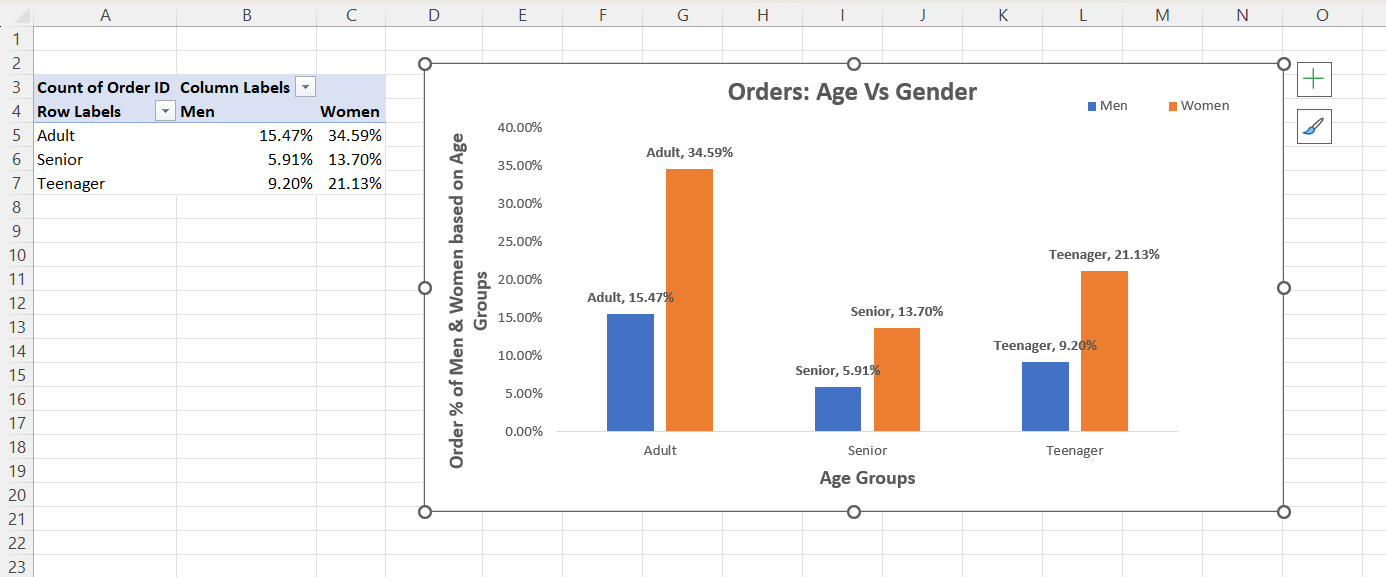 A B C D E F G H I J K L M N O
1
2
3 Count of Order ID Column Labels
4 Row Labels Men Women
5 Adult 15.47% 34.59%
6 Senior 5.91% 13.70%
7 Teenager 9.20% 21.13%
8
9
10
11
12
13
14
15
16
17
18
19
20
21
22
23
Orders: Age Vs Gender
Men Women
Order % of Men & Women based on Age
Groups
40.00%
35.00%
30.00%
25.00%
20.00%
15.00%
10.00%
5.00%
0.00%
Adult, 34.59%
Adult, 15.47%
Senior, 13.70%
Senior, 5.91%
Teenager, 21.13%
Teenager, 9.20%
Adult Senior Teenager
Age Groups